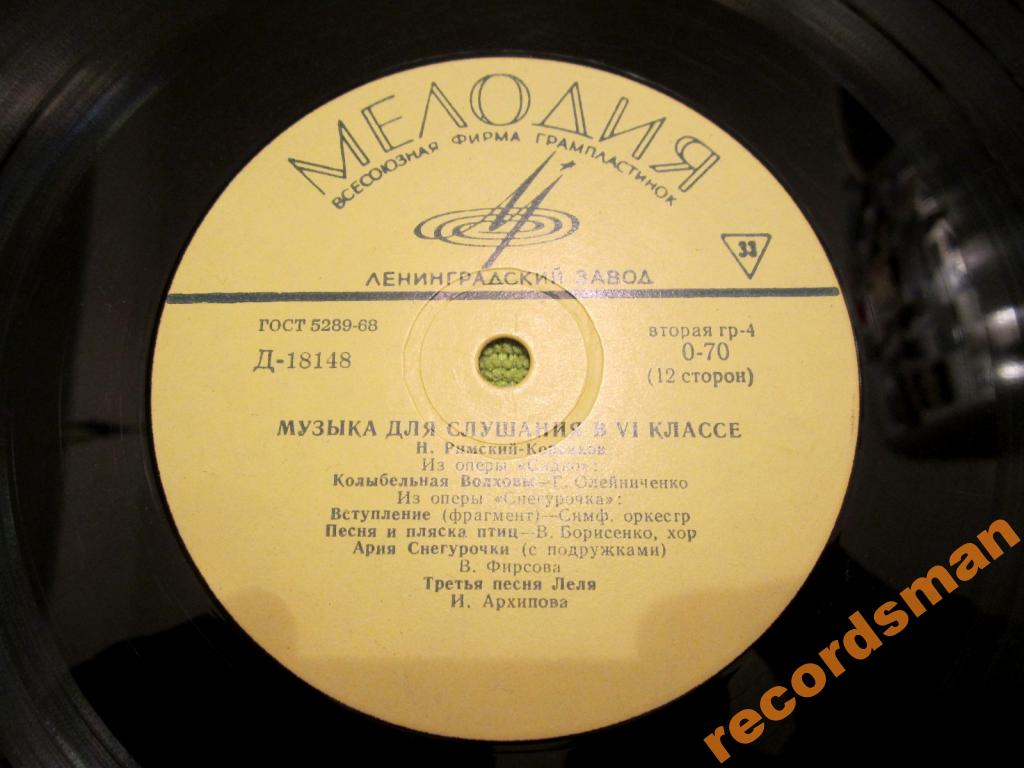 МЕЛОДИЯ
ВСЕСОЮЗНАЯ ФИРМА ГРАМПЛАСТИНОК
33
ЛЕНИНГРАДСКИЙ ЗАВОД
ГОСТ 5289-68
Д-18148
вторая гр-4
0-70
(12 сторон)
МУЗЫКА ДЛЯ СЛУШАНИЯ В VI КЛАССЕ
Н. Римский-Корсаков
Из оперы «Садко»:
Колыбельная Волховы—Г. Олейниченко
Из оперы «Снегурочка»:
Вступление (фрагмент)—Симф. оркестр
Песня и пляска птиц—В. Борисенко, хор
Ария Снегурочки (с подружками)
В. Фирсова
Третья песня Леля
И. Архипова
recordsman